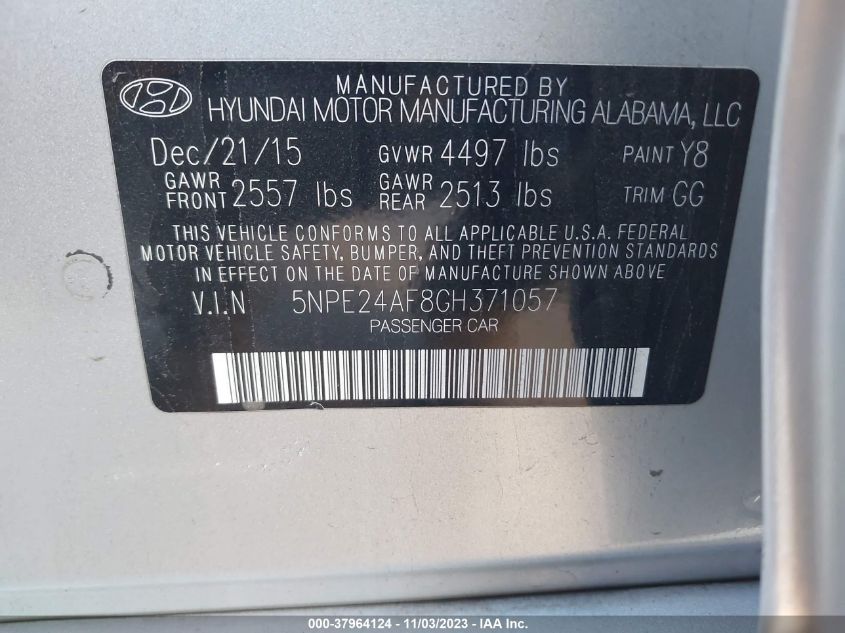 MANUFACTURED BY
HYUNDAI MOTOR MANUFACTURING ALABAMA, LLC
Dec/21/15 GVWR 4497 lbs PAINT Y8
GAWR FRONT 2557 lbs GAWR REAR 2513 lbs TRIM GG
THIS VEHICLE CONFORMS TO ALL APPLICABLE U.S.A. FEDERAL
MOTOR VEHICLE SAFETY, BUMPER, AND THEFT PREVENTION STANDARDS
IN EFFECT ON THE DATE OF MANUFACTURE SHOWN ABOVE.
V.I.N 5NPE24AF8GH371057
PASSENGER CAR
000-37964124 - 11/03/2023 - IAA Inc.